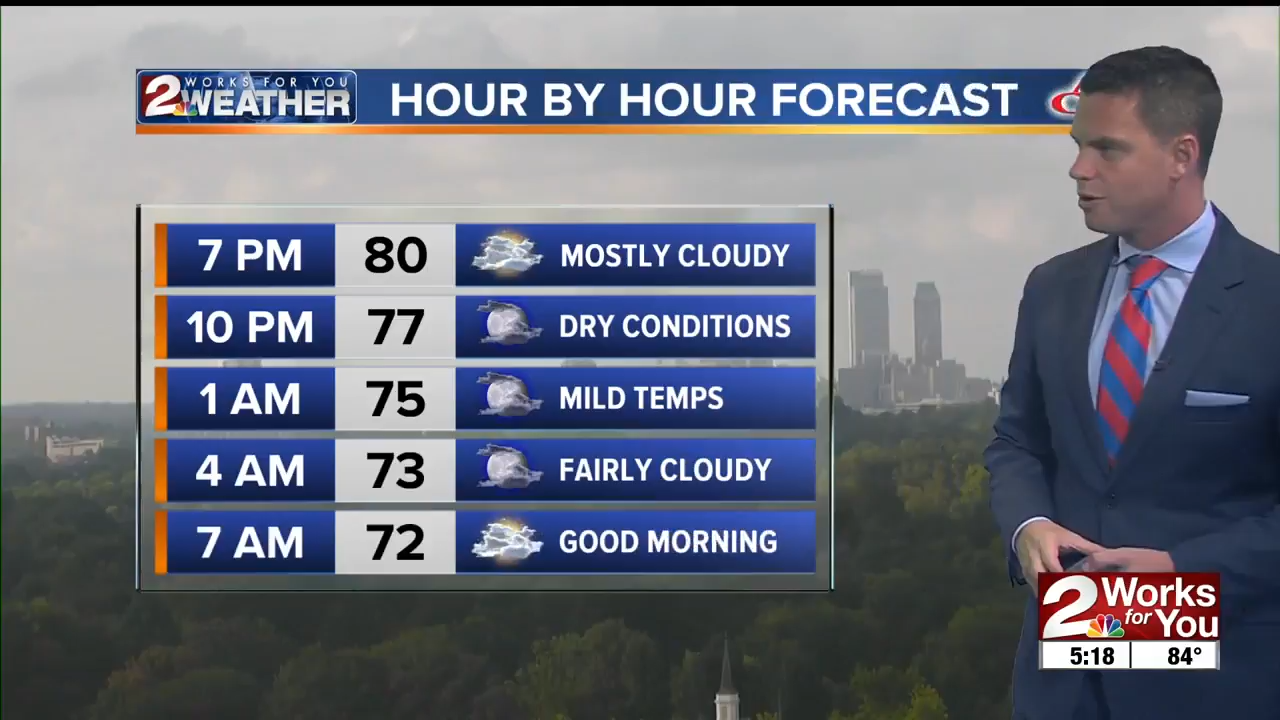 2 WORKS FOR YOU
WEATHER
HOUR BY HOUR FORECAST
7 PM 80 MOSTLY CLOUDY
10 PM 77 DRY CONDITIONS
1 AM 75 MILD TEMPS
4 AM 73 FAIRLY CLOUDY
7 AM 72 GOOD MORNING
2 Works
for You
5:18 84°